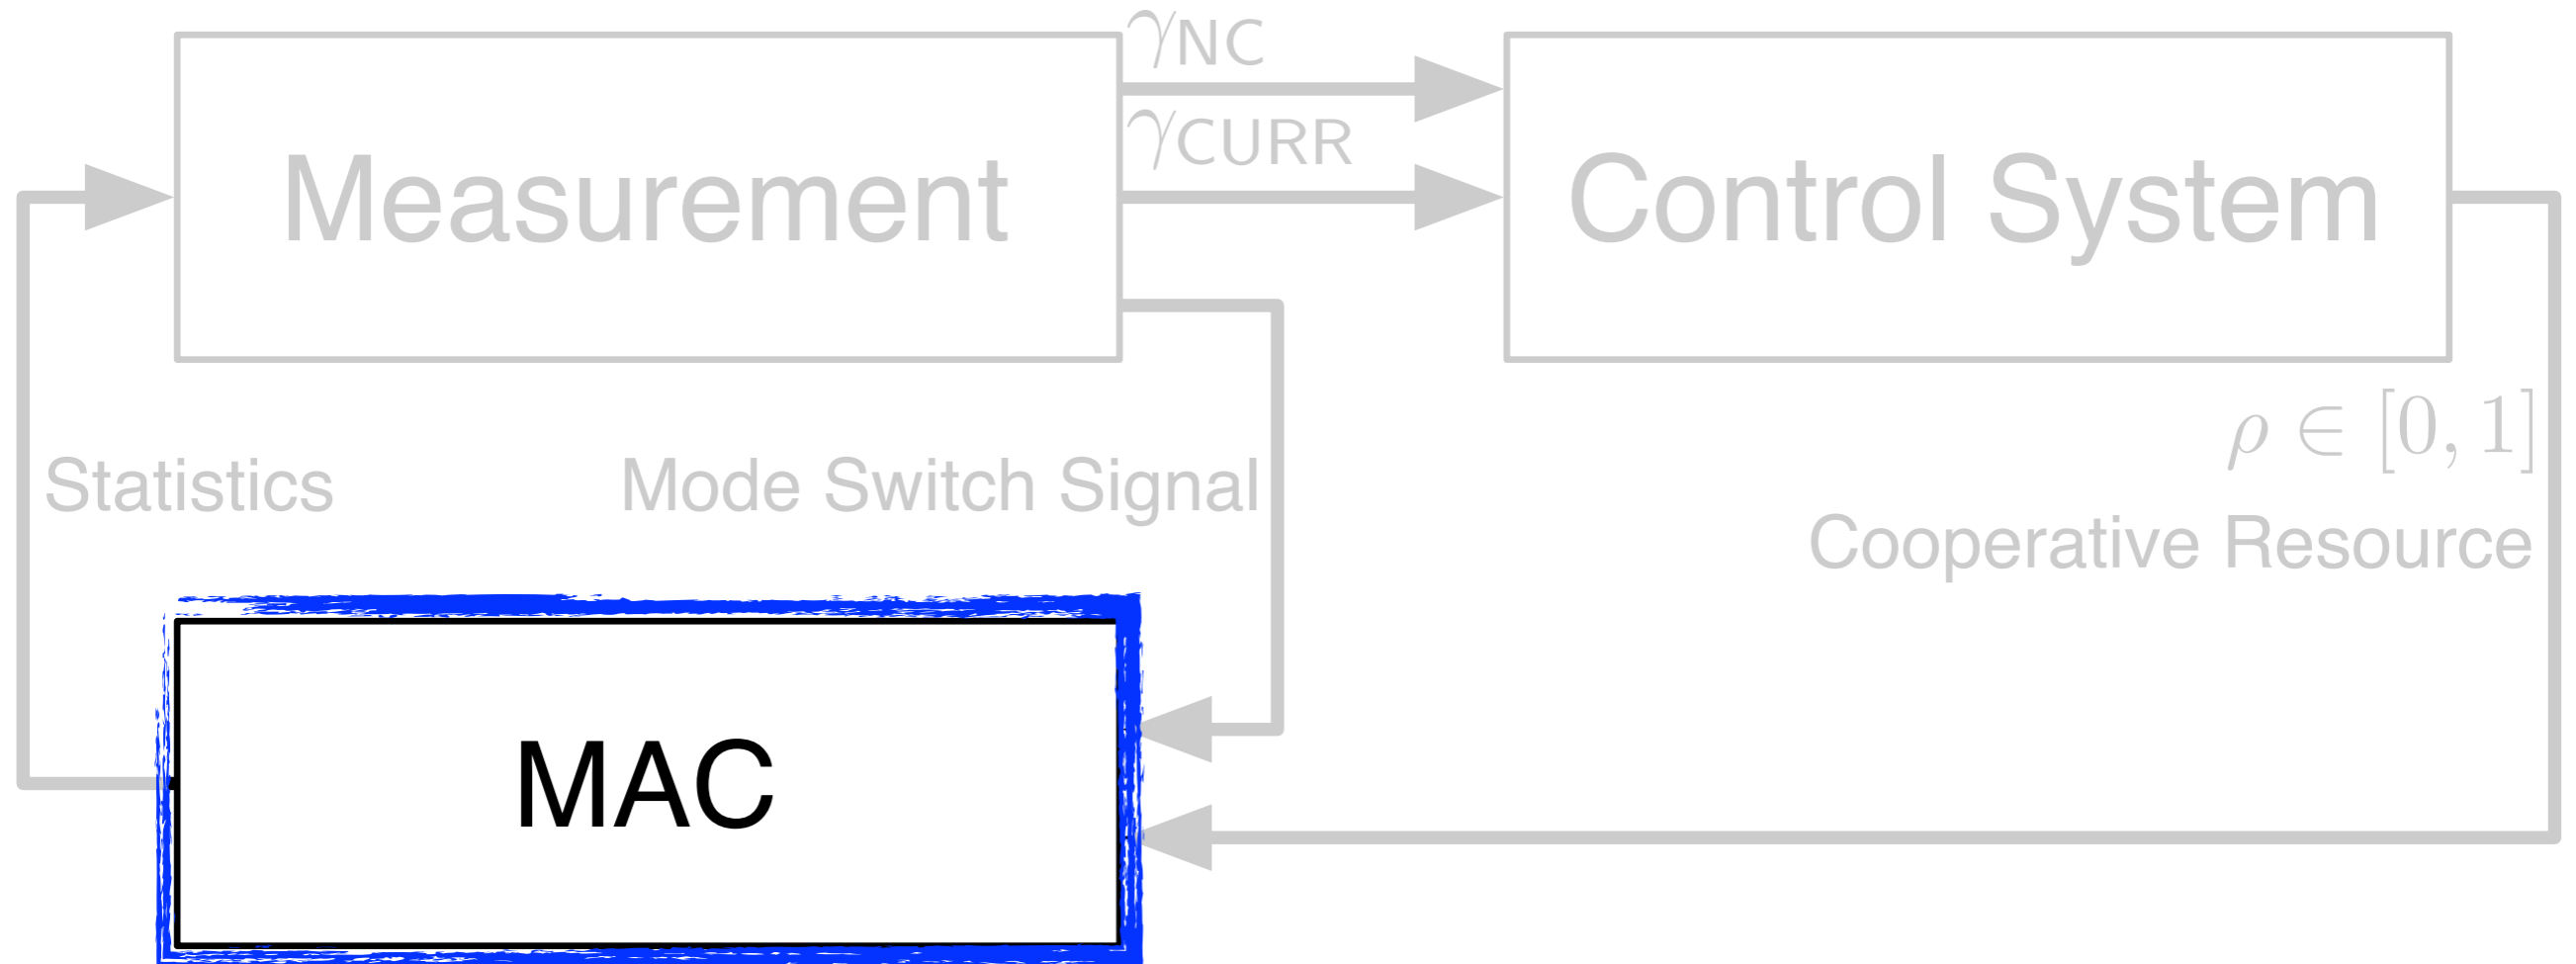 γNC
γCURR
Measurement
Control System
ρ ∈ [0, 1]
Statistics
Mode Switch Signal
Cooperative Resource
MAC